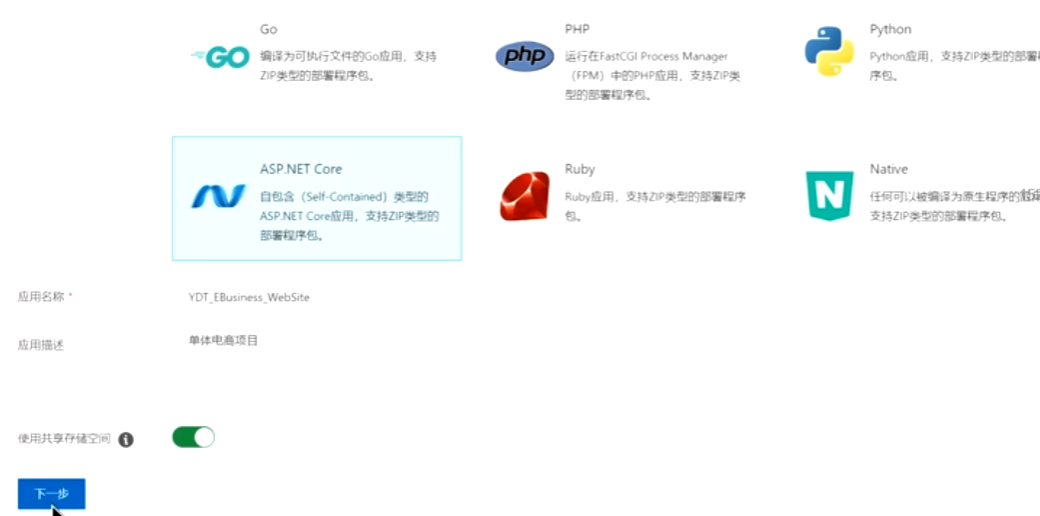 Go
编译为可执行文件的Go应用，支持
ZIP类型的部署程序包。
php
PHP
运行在FastCGI Process Manager
（FPM）中的PHP应用，支持ZIP类
型的部署程序包。
Python
Python应用，支持ZIP类型的部署
序包。
ASP.NET Core
自包含（Self-Contained）类型的
ASP.NET Core应用，支持ZIP类型的
部署程序包。
Ruby
Ruby应用，支持ZIP类型的部署程序
包。
N
Native
任何可以被编译为原生程序的
支持ZIP类型的部署程序包。
应用名称 *
YDT_EBusiness_WebSite
应用描述
单体电商项目
使用共享存储空间
下一步